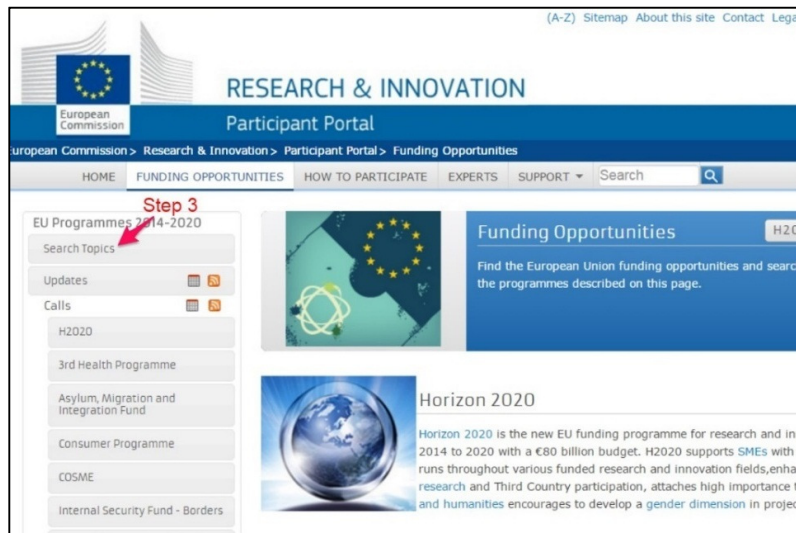 (A-Z) Sitemap About this site Contact Lega
European
Commission
RESEARCH & INNOVATION
Participant Portal
uropean Commission > Research & Innovation > Participant Portal > Funding Opportunities
HOME FUNDING OPPORTUNITIES HOW TO PARTICIPATE EXPERTS SUPPORT Search
Step 3
EU Programmes 2014-2020
Search Topics
Updates
Calls
H2020
3rd Health Programme
Asylum, Migration and
Integration Fund
Consumer Programme
COSME
Internal Security Fund - Borders
Funding Opportunities
H20
Find the European Union funding opportunities and searc
the programmes described on this page.
Horizon 2020
Horizon 2020 is the new EU funding programme for research and in
2014 to 2020 with a €80 billion budget. H2020 supports SMEs with
runs throughout various funded research and innovation fields,enha
research and Third Country participation, attaches high importance t
and humanities encourages to develop a gender dimension in projec